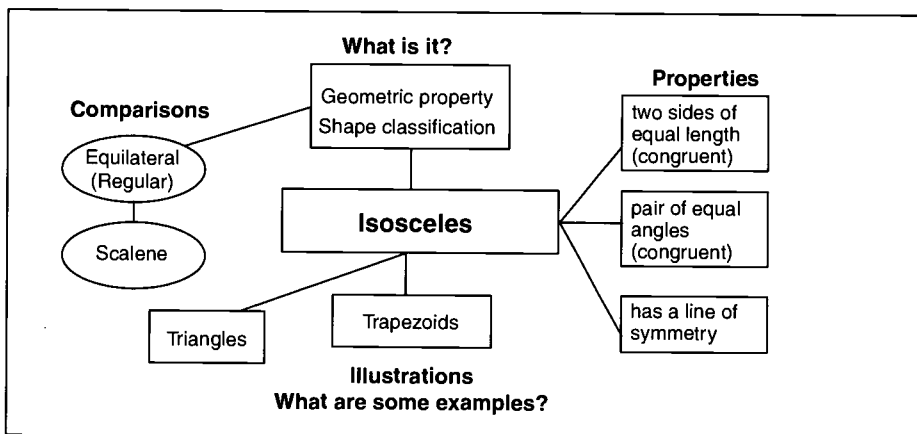 What is it?
Geometric property
Shape classification
Comparisons
Equilateral
(Regular)
Scalene
Isosceles
Properties
two sides of
equal length
(congruent)
pair of equal
angles
(congruent)
has a line of
symmetry
Triangles
Trapezoids
Illustrations
What are some examples?